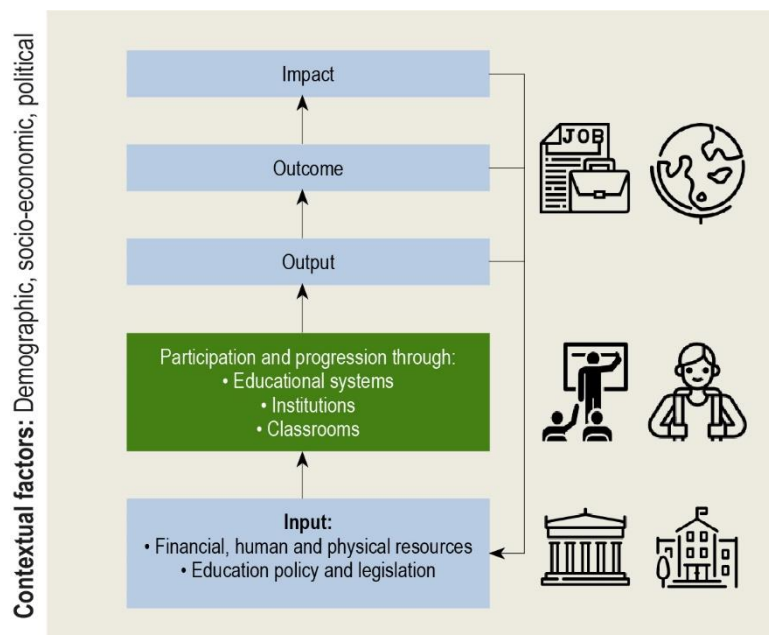 Contextual factors: Demographic, socio-economic, political
Impact
Outcome
Output
Participation and progression through:
• Educational systems
• Institutions
• Classrooms
Input:
• Financial, human and physical resources
• Education policy and legislation
JOB